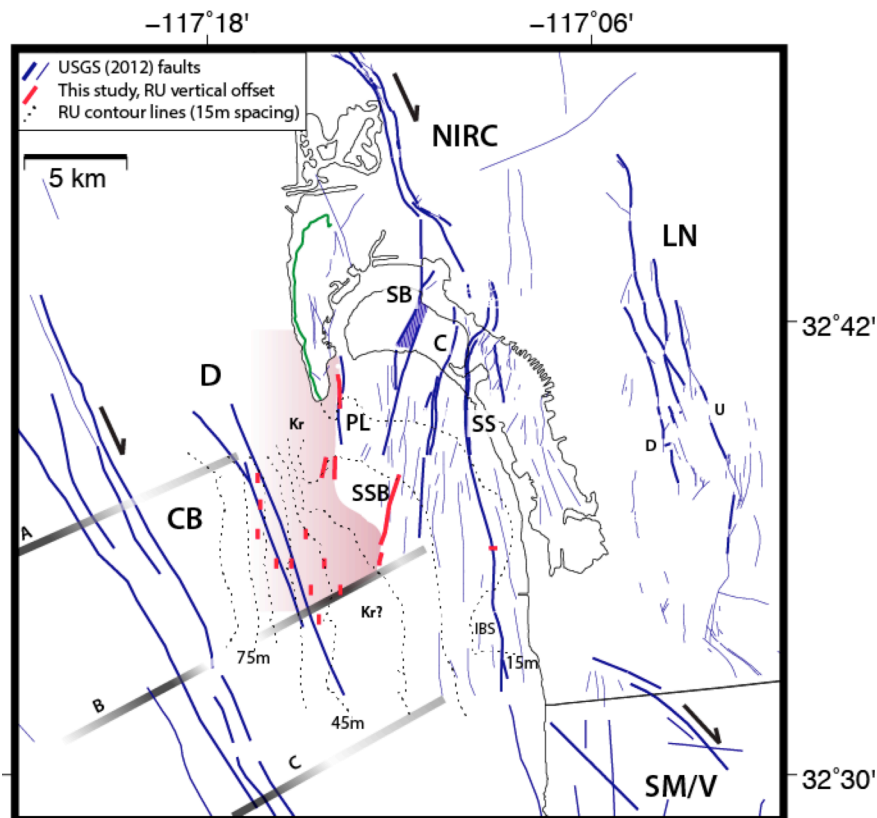 −117˚18'
−117˚06'
USGS (2012) faults
This study, RU vertical offset
RU contour lines (15m spacing)
NIRC
5 km
LN
SB
32˚42'
C
D
U
Kr
PL
SS
D
SSB
CB
A
Kr?
IBS
75m
15m
B
45m
C
32˚30'
SM/V